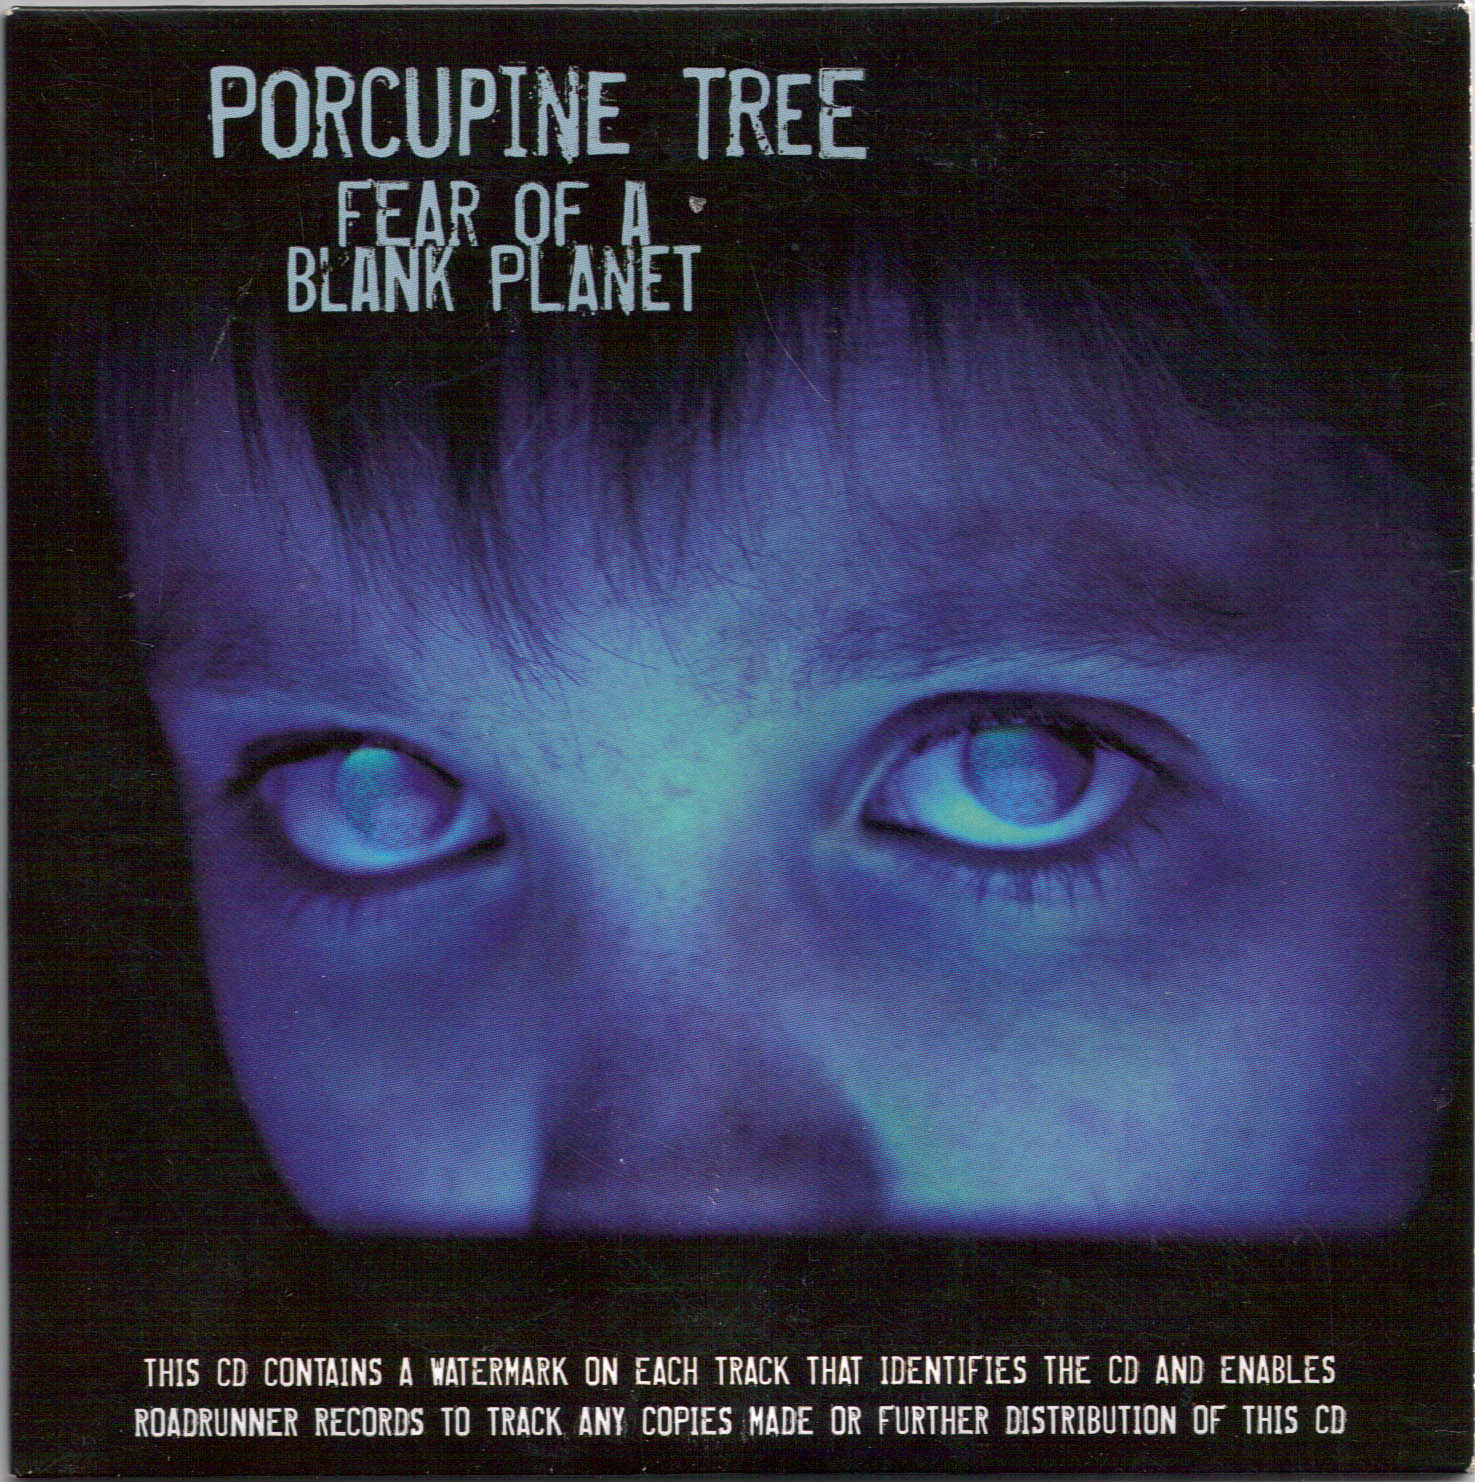 PORCUPINE TREE
FEAR OF A
BLANK PLANET
THIS CD CONTAINS A WATERMARK ON EACH TRACK THAT IDENTIFIES THE CD AND ENABLES
ROADRUNNER RECORDS TO TRACK ANY COPIES MADE OR FURTHER DISTRIBUTION OF THIS CD